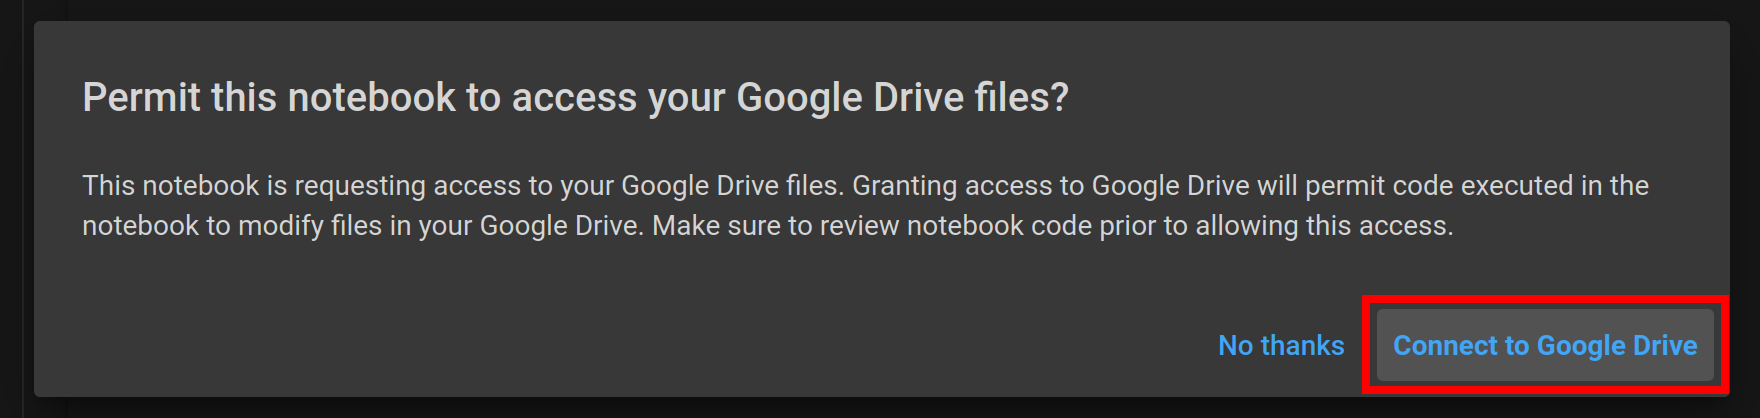 Permit this notebook to access your Google Drive files?
This notebook is requesting access to your Google Drive files. Granting access to Google Drive will permit code executed in the
notebook to modify files in your Google Drive. Make sure to review notebook code prior to allowing this access.
No thanks Connect to Google Drive